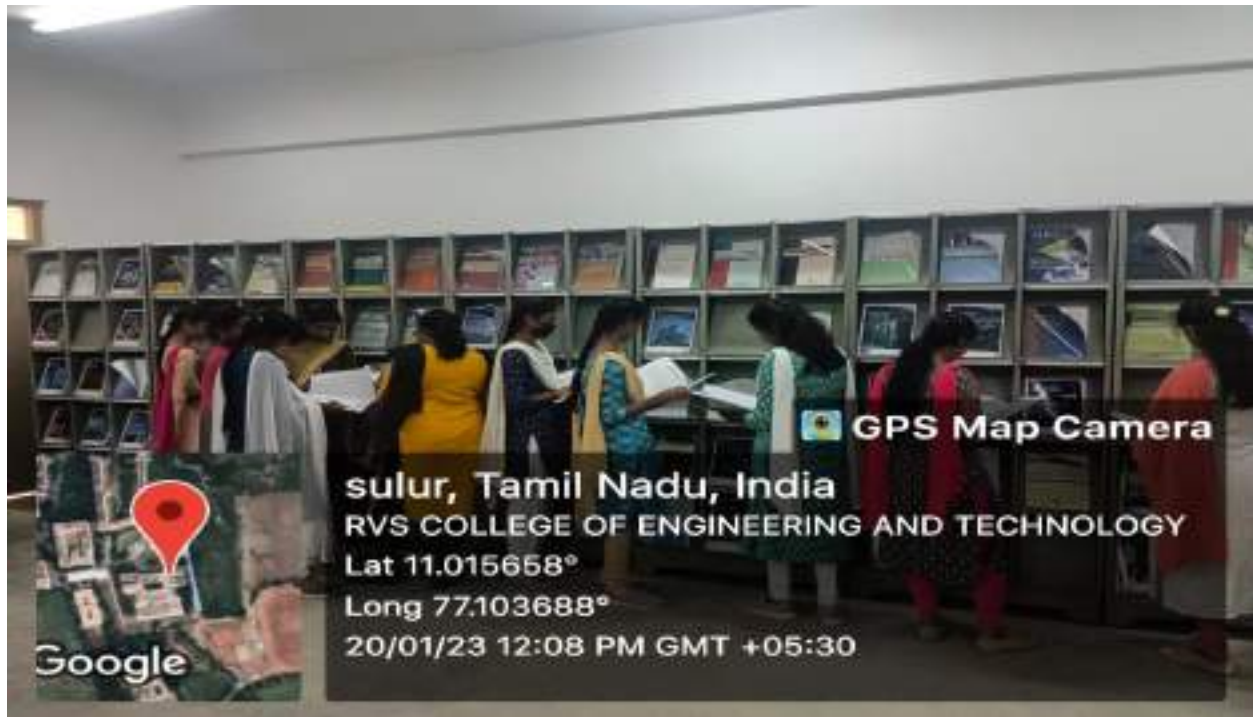 GPS Map Camera
sulur, Tamil Nadu, India
RVS COLLEGE OF ENGINEERING AND TECHNOLOGY
Lat 11.015658°
Long 77.103688°
20/01/23 12:08 PM GMT +05:30
Google